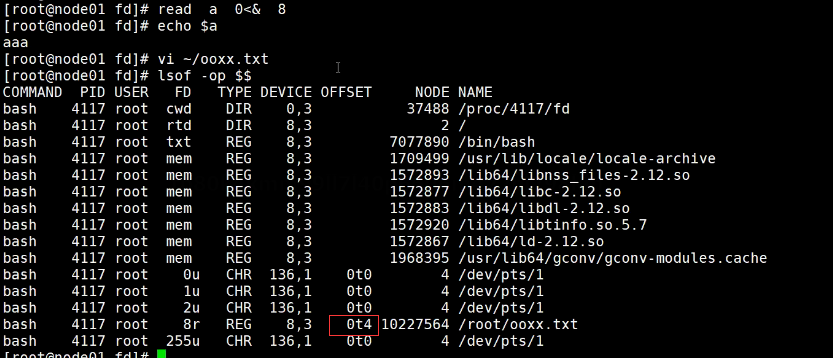 [root@node01 fd]# read  a  0<&  8
[root@node01 fd]# echo $a
aaa
[root@node01 fd]# vi ~/ooxx.txt
[root@node01 fd]# lsof -op $$
COMMAND  PID USER   FD   TYPE DEVICE OFFSET     NODE NAME
bash    4117 root  cwd    DIR    0,3           37488 /proc/4117/fd
bash    4117 root  rtd    DIR    8,3               2 /
bash    4117 root  txt    REG    8,3         7077890 /bin/bash
bash    4117 root  mem    REG    8,3         1709499 /usr/lib/locale/locale-archive
bash    4117 root  mem    REG    8,3         1572893 /lib64/libnss_files-2.12.so
bash    4117 root  mem    REG    8,3         1572877 /lib64/libc-2.12.so
bash    4117 root  mem    REG    8,3         1572883 /lib64/libdl-2.12.so
bash    4117 root  mem    REG    8,3         1572920 /lib64/libtinfo.so.5.7
bash    4117 root  mem    REG    8,3         1572867 /lib64/ld-2.12.so
bash    4117 root  mem    REG    8,3         1968395 /usr/lib64/gconv/gconv-modules.cache
bash    4117 root    0u   CHR  136,1    0t0        4 /dev/pts/1
bash    4117 root    1u   CHR  136,1    0t0        4 /dev/pts/1
bash    4117 root    2u   CHR  136,1    0t0        4 /dev/pts/1
bash    4117 root    8r   REG    8,3    0t4 10227564 /root/ooxx.txt
bash    4117 root  255u   CHR  136,1    0t0        4 /dev/pts/1
[root@node01 fd]#